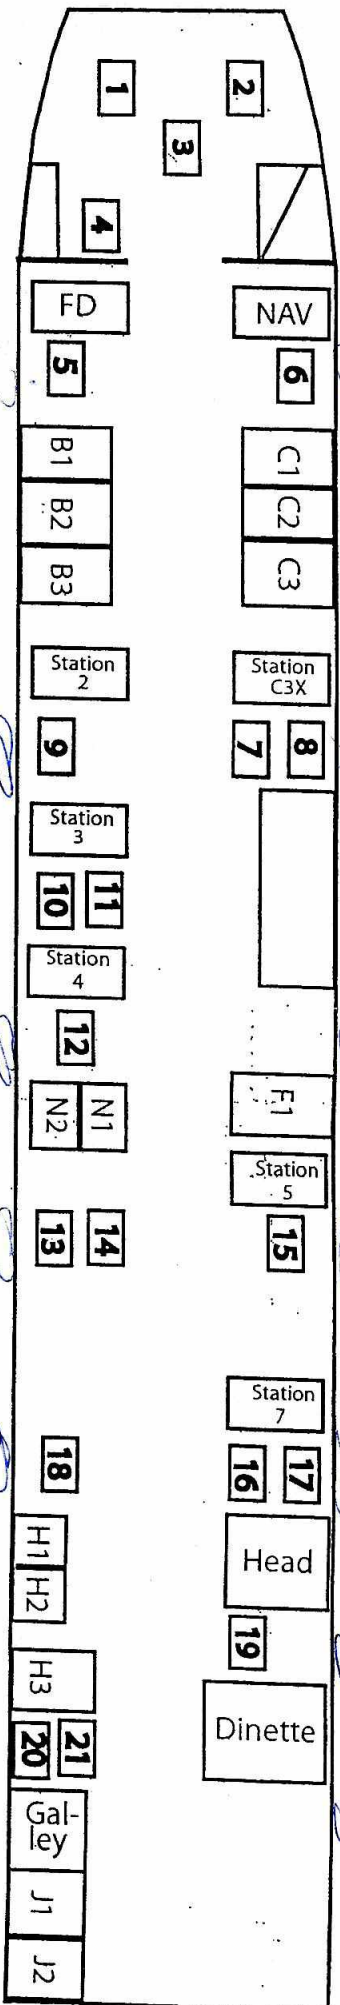 1
2
3
4
FD
NAV
5
6
B1
C1
B2
C2
B3
C3
Station
2
Station
C3X
9
7
8
Station
3
10
11
Station
4
12
N2
N1
F1
Station
5
13
14
15
Station
7
18
16
17
H1
H2
Head
19
H3
Dinette
20
21
Gal-
ley
J1
J2